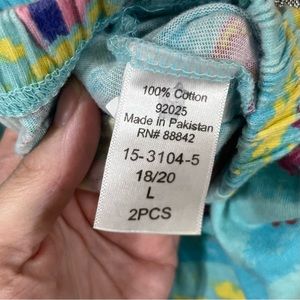 100% Cotton
92025
Made in Pakistan
RN# 88842
15-3104-5
18/20
L
2PCS